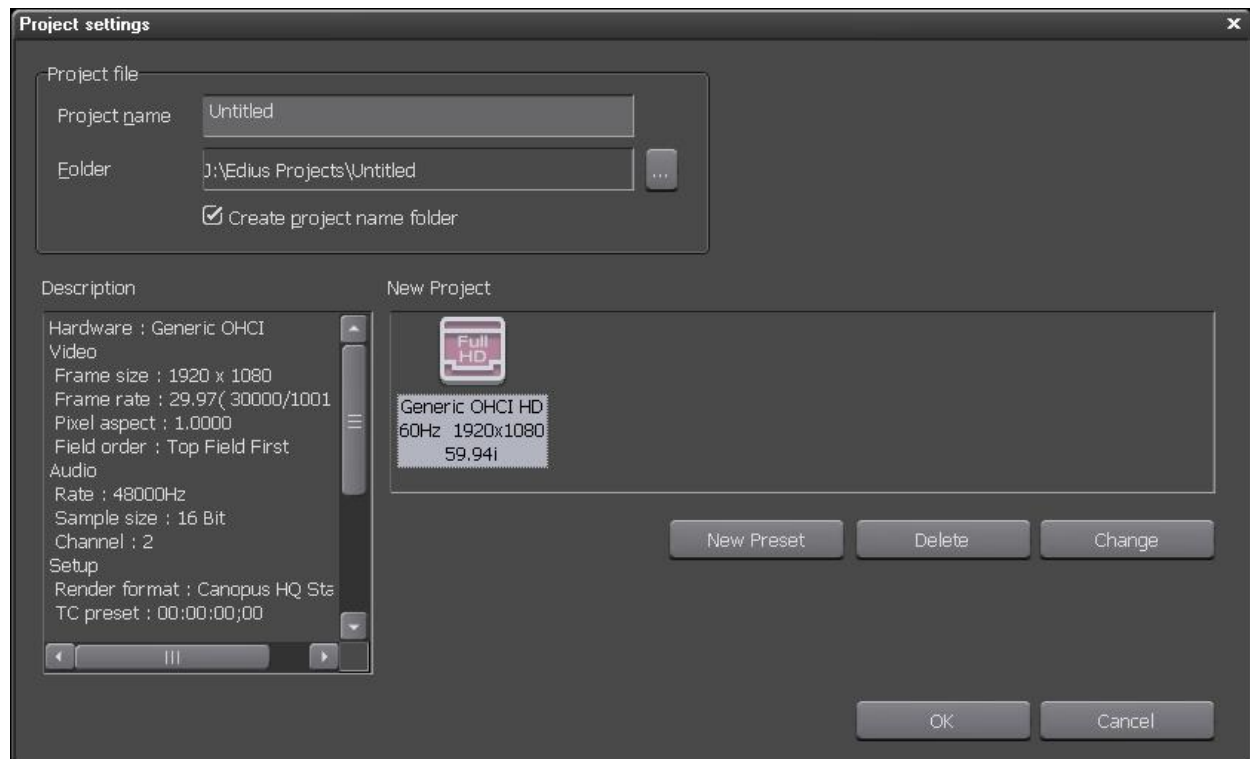 Project settings
Project file
Project name
Untitled
Folder
J:\Edius Projects\Untitled
...
Create project name folder
Description
Hardware : Generic OHCI
Video
Frame size : 1920 x 1080
Frame rate : 29.97( 30000/1001
Pixel aspect : 1.0000
Field order : Top Field First
Audio
Rate : 48000Hz
Sample size : 16 Bit
Channel : 2
Setup
Render format : Canopus HQ Sta
TC preset : 00:00:00;00
New Project
Full
HD
Generic OHCI HD
60Hz 1920x1080
59.94i
New Preset
Delete
Change
OK
Cancel